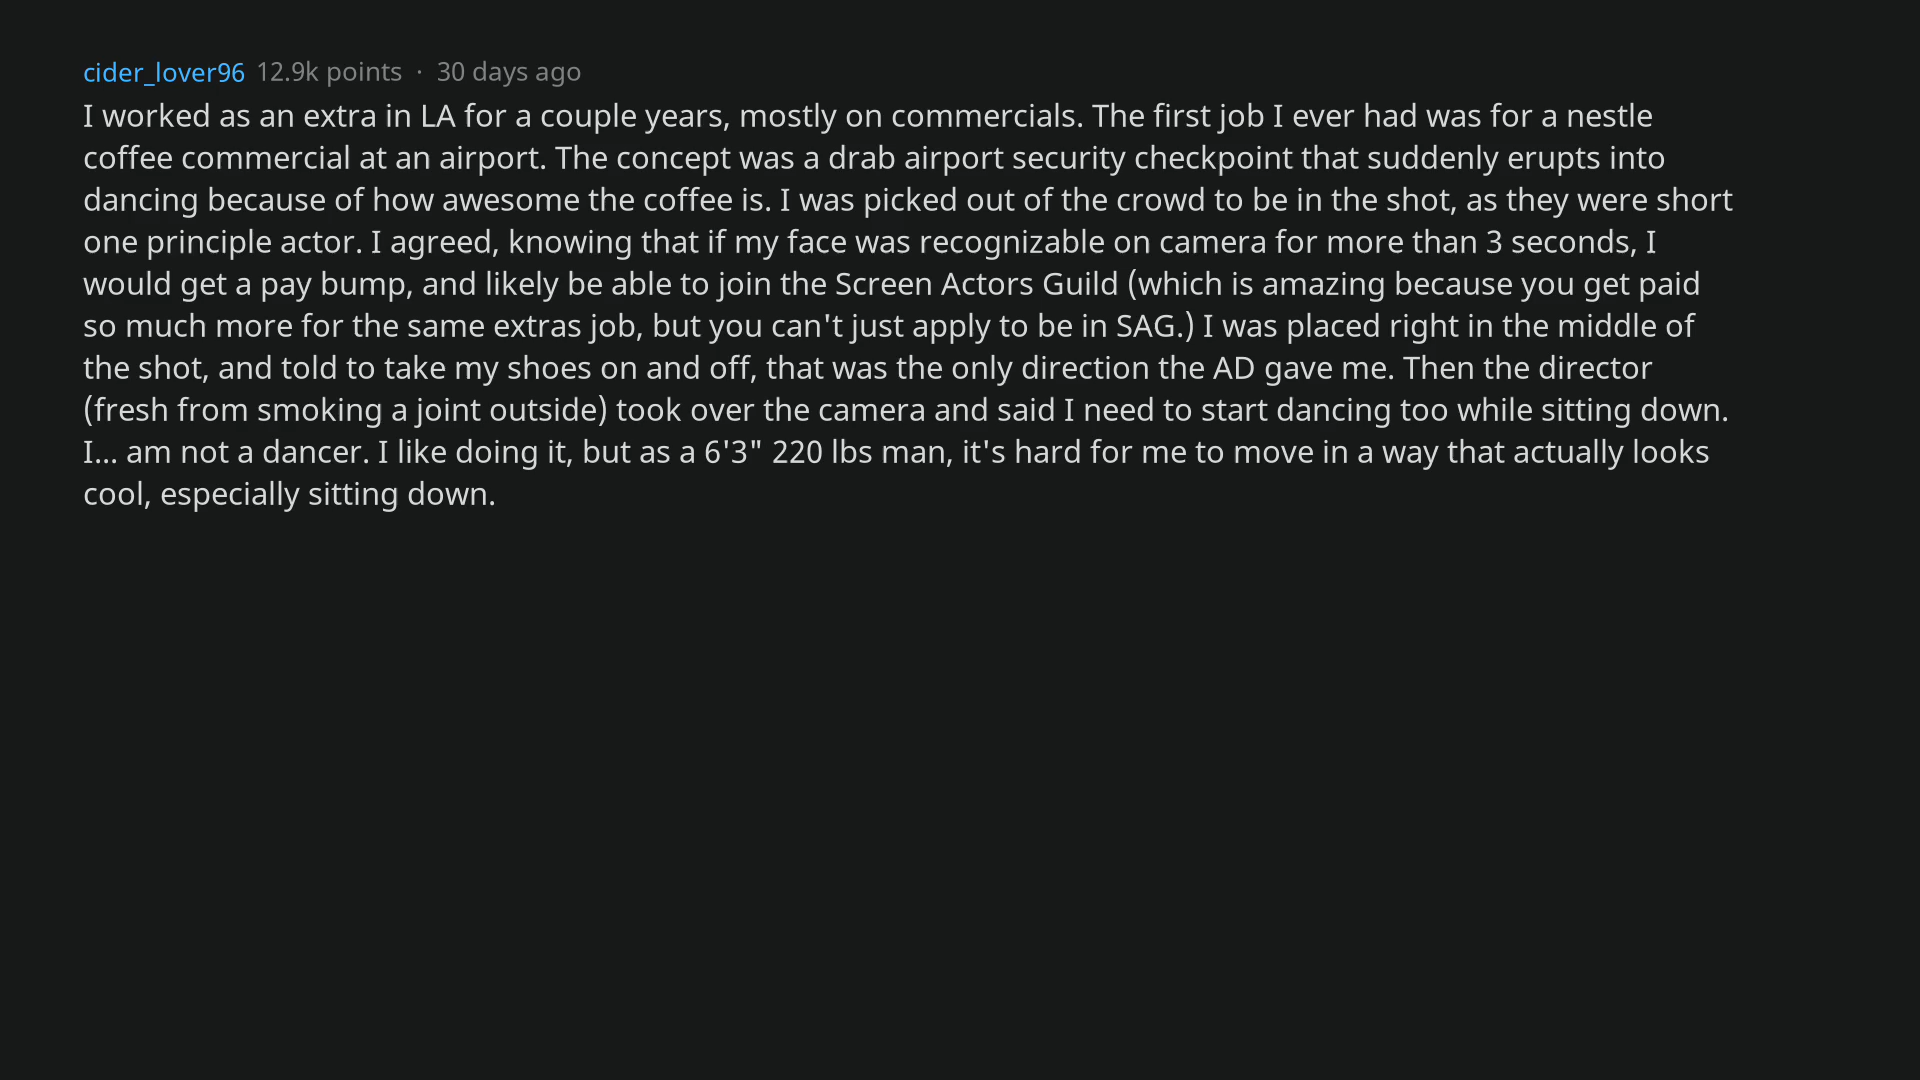 cider_lover96 12.9k points · 30 days ago
I worked as an extra in LA for a couple years, mostly on commercials. The first job I ever had was for a nestle
coffee commercial at an airport. The concept was a drab airport security checkpoint that suddenly erupts into
dancing because of how awesome the coffee is. I was picked out of the crowd to be in the shot, as they were short
one principle actor. I agreed, knowing that if my face was recognizable on camera for more than 3 seconds, I
would get a pay bump, and likely be able to join the Screen Actors Guild (which is amazing because you get paid
so much more for the same extras job, but you can't just apply to be in SAG.) I was placed right in the middle of
the shot, and told to take my shoes on and off, that was the only direction the AD gave me. Then the director
(fresh from smoking a joint outside) took over the camera and said I need to start dancing too while sitting down.
I... am not a dancer. I like doing it, but as a 6'3" 220 lbs man, it's hard for me to move in a way that actually looks
cool, especially sitting down.